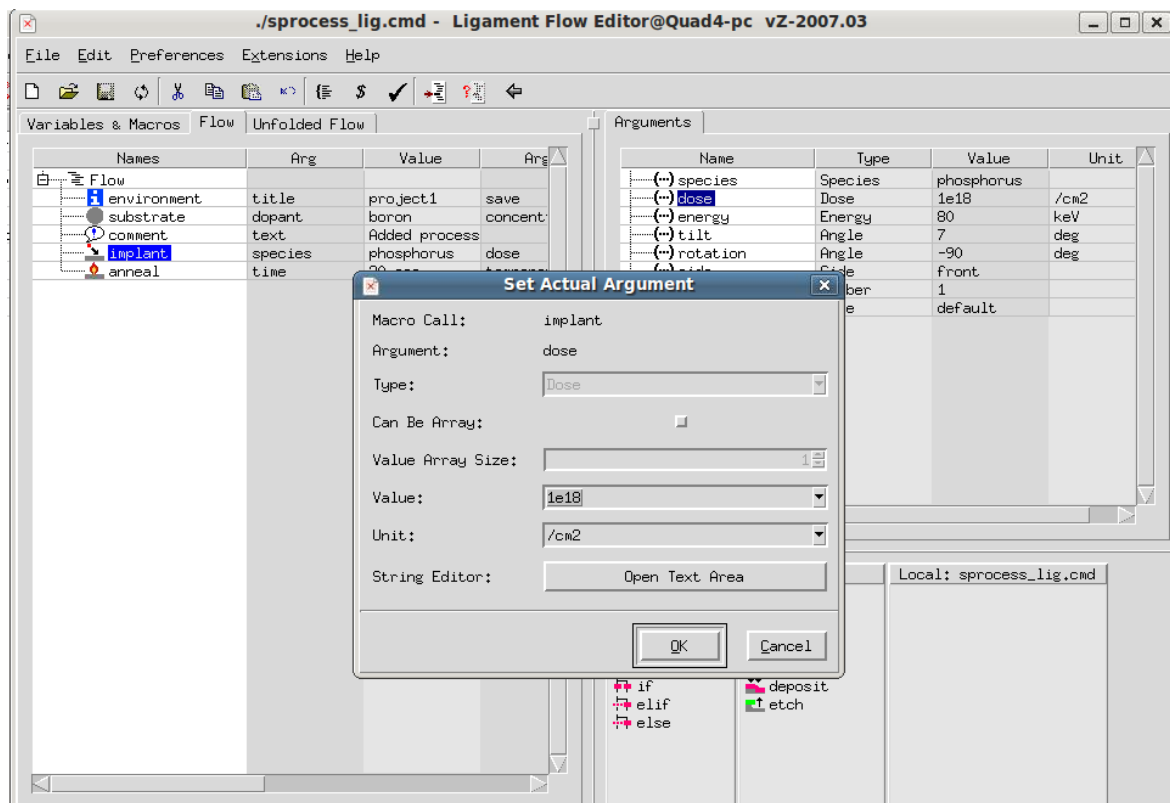 ./sprocess_lig.cmd - Ligament Flow Editor@Quad4-pc vZ-2007.03
File Edit Preferences Extensions Help
Variables & Macros Flow Unfolded Flow
Names Arg Value Arg
Flow
environment title project1 save
substrate dopant boron concent
comment text Added process
implant species phosphorus dose
anneal time
Arguments
Name Type Value Unit
species Species phosphorus
dose Dose 1e18 /cm2
energy Energy 80 keV
tilt Angle 7 deg
rotation Angle -90 deg
front
1
default
Set Actual Argument
Macro Call: implant
Argument: dose
Type: Dose
Can Be Array:
Value Array Size: 1
Value: 1e18
Unit: /cm2
String Editor: Open Text Area
OK Cancel
Local: sprocess_lig.cmd
if deposit
elif etch
else